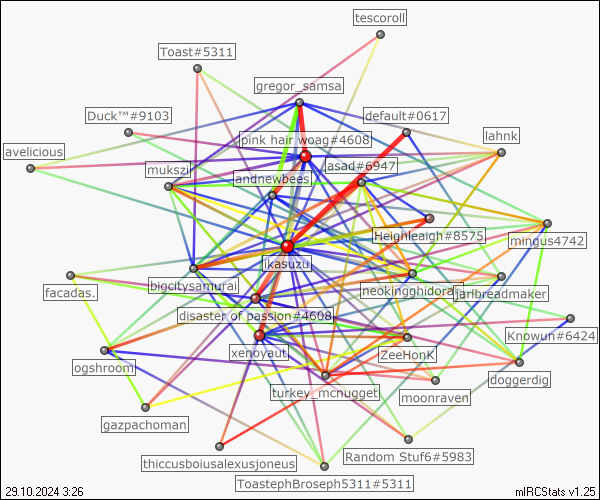 tescoroll
Toast#5311
gregor_samsa
Duck™#9103
default#0617
pink hair woag#4608
lahnk
avelicious
asad#6947
mukszi
andnewbees
Heighleaigh#8575
mingus4742
ikasuzu
bigcitysamurai
neokingghidorah
jarlbreadmaker
facadas.
disaster of passion#4608
Knowun#6424
xenoyaut
ZeeHonK
ogshroom
doggerdig
turkey_mcnugget
moonraven
gazpachoman
Random Stuf6#5983
thiccusboiusalexusjoneus
ToastephBroseph5311#5311
29.10.2024 3:26
mIRCStats v1.25